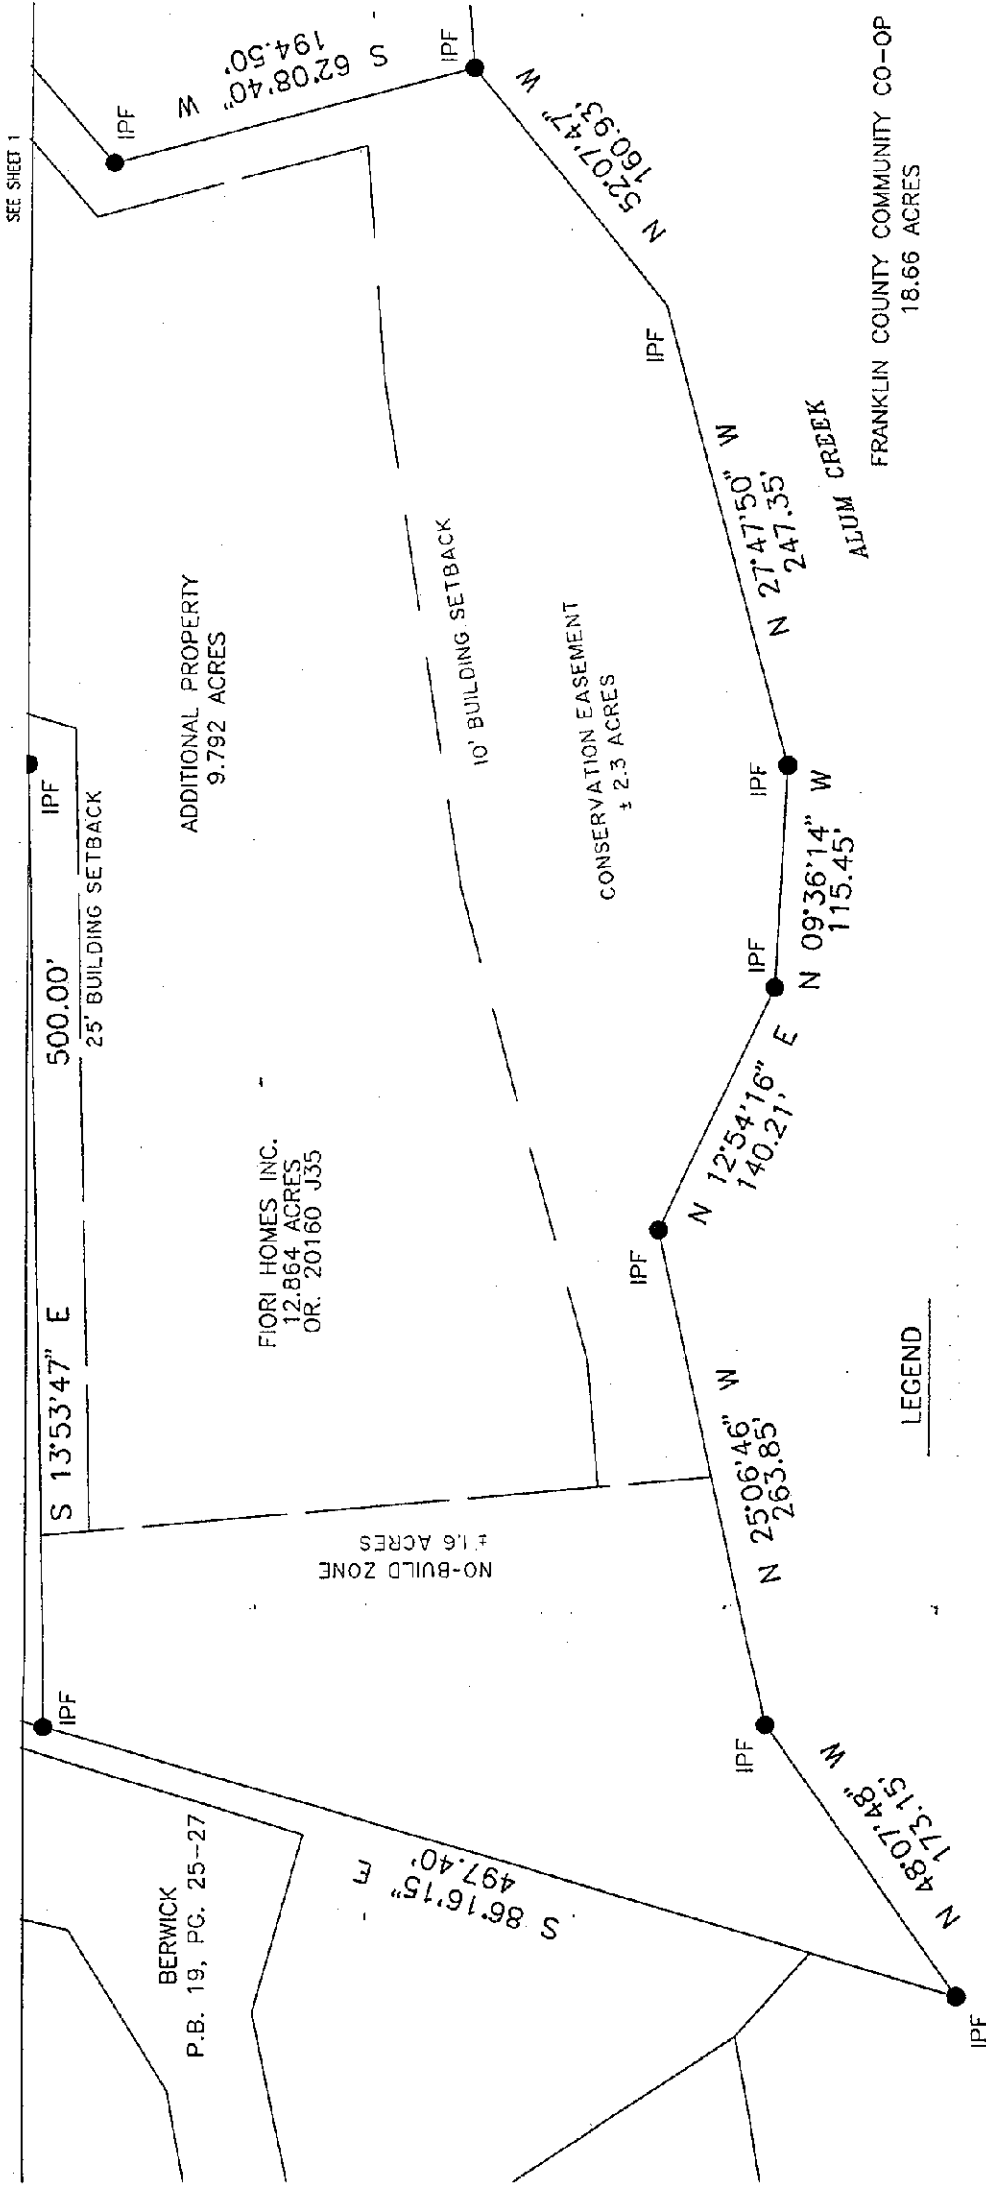 SEE SHEET 1
IPF
S 62°08'40" W
194.50'
IPF
N 52°07'47" W
160.93'
IPF
N 27°47'50" W
247.35'
ALUM CREEK
FRANKLIN COUNTY COMMUNITY CO-OP
18.66 ACRES
ADDITIONAL PROPERTY
9.792 ACRES
10' BUILDING SETBACK
CONSERVATION EASEMENT
± 2.3 ACRES
IPF
500.00'
25' BUILDING SETBACK
S 13°53'47" E
FIORI HOMES INC.
12.864 ACRES
OR. 20160 J35
IPF
N 09°36'14" W
115.45'
IPF
N 12°54'16" E
140.21'
IPF
NO-BUILD ZONE
±1.6 ACRES
N 25°06'46" W
263.85'
LEGEND
IPF
BERWICK
P.B. 19, PG. 25-27
S 86°16'15" E
497.40'
IPF
N 48°07'48" W
173.15'
IPF